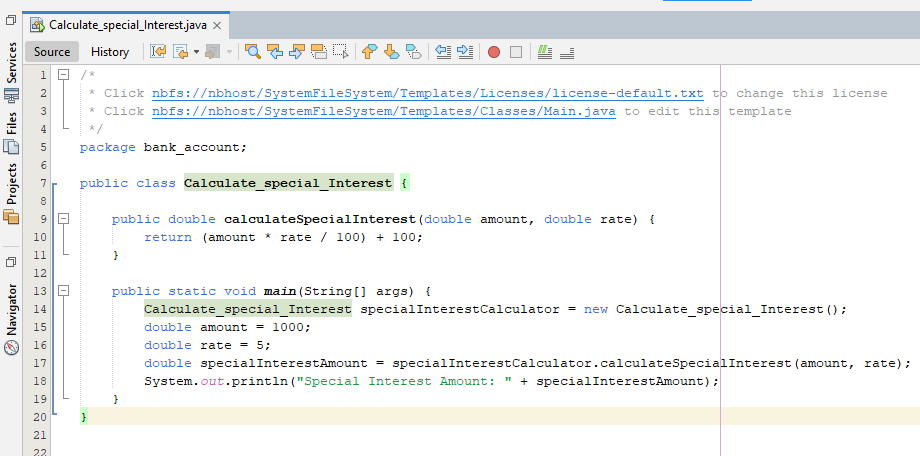 Calculate_special_Interest.java
Source History
Services
Files
Projects
Navigator
1 /*
2 * Click nbfs://nbhost/SystemFileSystem/Templates/Licenses/license-default.txt to change this license
3 * Click nbfs://nbhost/SystemFileSystem/Templates/Classes/Main.java to edit this template
4 */
5 package bank_account;
6
7 public class Calculate_special_Interest {
8
9 public double calculateSpecialInterest(double amount, double rate) {
10 return (amount * rate / 100) + 100;
11 }
12
13 public static void main(String[] args) {
14 Calculate_special_Interest specialInterestCalculator = new Calculate_special_Interest();
15 double amount = 1000;
16 double rate = 5;
17 double specialInterestAmount = specialInterestCalculator.calculateSpecialInterest(amount, rate);
18 System.out.println("Special Interest Amount: " + specialInterestAmount);
19 }
20 }
21
22